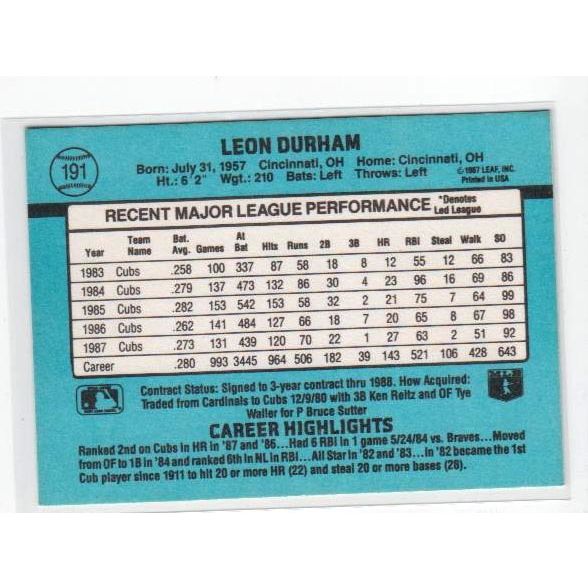 191
LEON DURHAM
Born: July 31, 1957 Cincinnati, OH Home: Cincinnati, OH
Ht.: 6' 2" Wgt.: 210 Bats: Left Throws: Left
©1987 LEAF, INC.
Printed in USA
RECENT MAJOR LEAGUE PERFORMANCE *Denotes Led League
Year Team Name Bat. Avg. Games At Bat Hits Runs 2B 3B HR RBI Steal Walk SO
1983 Cubs .258 100 337 87 58 18 8 12 55 12 66 83
1984 Cubs .279 137 473 132 86 30 4 23 96 16 69 86
1985 Cubs .282 153 542 153 58 32 2 21 75 7 64 99
1986 Cubs .262 141 484 127 66 18 7 20 65 8 67 98
1987 Cubs .273 131 439 120 70 22 1 27 63 2 51 92
Career .280 993 3445 964 506 182 39 143 521 106 428 643
Contract Status: Signed to 3-year contract thru 1988. How Acquired:
Traded from Cardinals to Cubs 12/9/80 with 3B Ken Reitz and OF Tye
Waller for P Bruce Sutter
CAREER HIGHLIGHTS
Ranked 2nd on Cubs in HR in '87 and '86...Had 6 RBI in 1 game 5/24/84 vs. Braves...Moved
from OF to 1B in '84 and ranked 6th in NL in RBI...All Star in '82 and '83...in '82 became the 1st
Cub player since 1911 to hit 20 or more HR (22) and steal 20 or more bases (28).